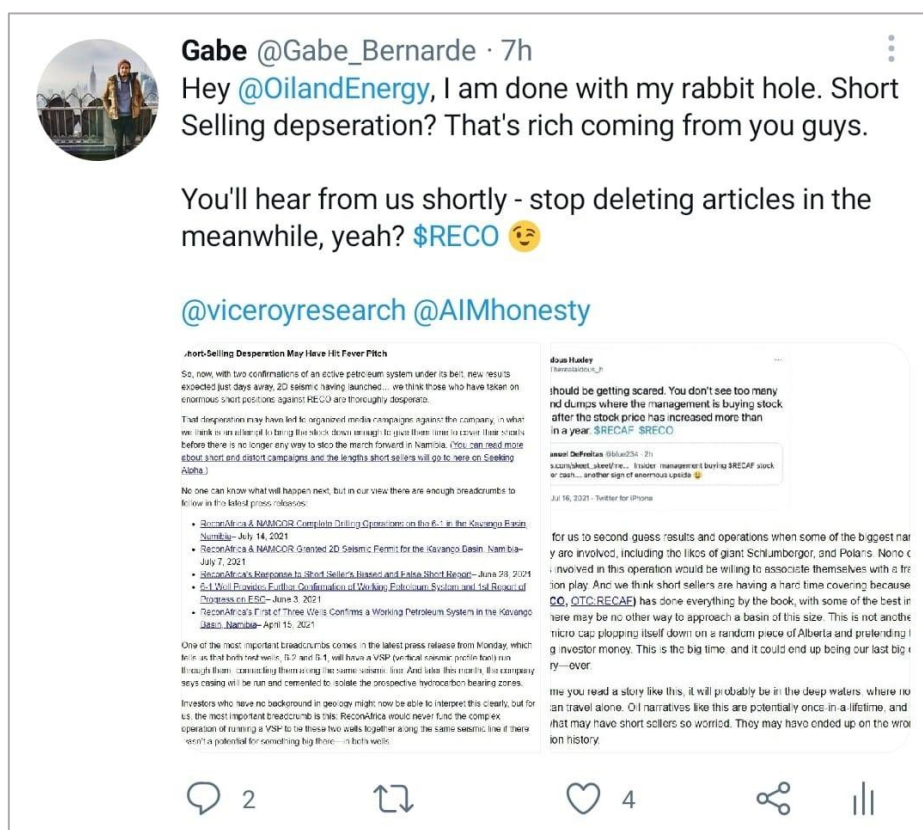 Gabe @Gabe_Bernarde · 7h
Hey @OilandEnergy, I am done with my rabbit hole. Short
Selling depseration? That's rich coming from you guys.
You'll hear from us shortly - stop deleting articles in the
meanwhile, yeah? $RECO 😉
@viceroyresearch @AIMhonesty
hort-Selling Desperation May Have Hit Fever Pitch
So, now, with two confirmations of an active petroleum system under its belt, new results
expected just days away, 2D seismic having launched… we think those who have taken on
enormous short positions against RECO are thoroughly desperate.
That desperation may have led to organized media campaigns against the company, in what
we think is an attempt to bring the stock down enough to give them time to cover their shorts
before there is no longer any way to stop the march forward in Namibia. (You can read more
about short and distort campaigns and the lengths short sellers will go to here on Seeking
Alpha.)
No one can know what will happen next, but in our view there are enough breadcrumbs to
follow in the latest press releases:
• ReconAfrica & NAMCOR Complete Drilling Operations on the 6-1 in the Kavango Basin,
Namibia– July 14, 2021
• ReconAfrica & NAMCOR Granted 2D Seismic Permit for the Kavango Basin, Namibia–
July 7, 2021
• ReconAfrica's Response to Short Seller's Biased and False Short Report– June 28, 2021
• 6-1 Well Provides Further Confirmation of Working Petroleum System and 1st Report of
Progress on ESG– June 3, 2021
• ReconAfrica's First of Three Wells Confirms a Working Petroleum System in the Kavango
Basin, Namibia– April 15, 2021
One of the most important breadcrumbs comes in the latest press release from Monday, which
tells us that both test wells, 6-2 and 6-1, will have a VSP (vertical seismic profile tool) run
through them, connecting them along the same seismic line. And later this month, the company
says casing will be run and cemented to isolate the prospective hydrocarbon bearing zones.
Investors who have no background in geology might now be able to interpret this clearly, but for
us, the most important breadcrumb is this: ReconAfrica would never fund the complex
operation of running a VSP to tie these two wells together along the same seismic line if there
wasn't a potential for something big there—in both wells.
dous Huxley
should be getting scared. You don't see too many
nd dumps where the management is buying stock
after the stock price has increased more than
in a year. $RECAF $RECO
anuel DeFreitas @blue234 · 2h
s.com/skeet_skeet/ne... Insider management buying $RECAF stock
or cash.... another sign of enormous upside 😉
Jul 16, 2021 · Twitter for iPhone
for us to second-guess results and operations when some of the biggest nar
y are involved, including the likes of giant Schlumberger, and Polaris. None c
involved in this operation would be willing to associate themselves with a fra
ion play. And we think short sellers are having a hard time covering because
CO, OTC:RECAF) has done everything by the book, with some of the best in
here may be no other way to approach a basin of this size. This is not anothe
micro cap plopping itself down on a random piece of Alberta and pretending t
g investor money. This is the big time, and it could end up being our last big
ry—ever.
me you read a story like this, it will probably be in the deep waters, where no
can travel alone. Oil narratives like this are potentially once-in-a-lifetime, and
what may have short sellers so worried. They may have ended up on the wro
ion history.
2
4